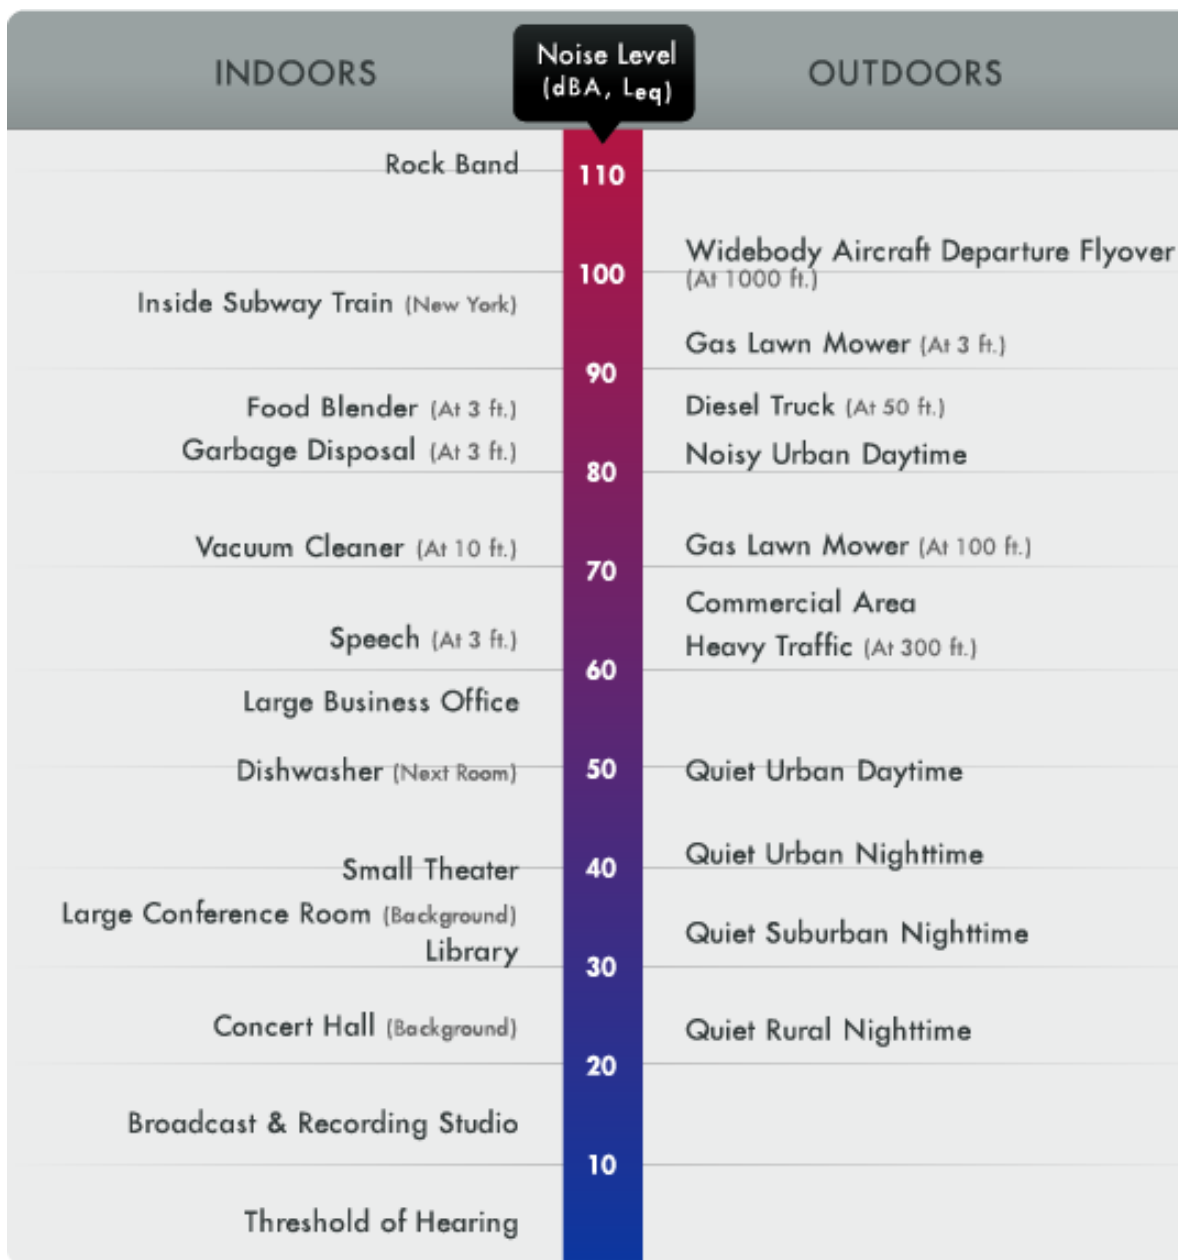 INDOORS
Noise Level
(dBA, Leq)
OUTDOORS
Rock Band
110
Widebody Aircraft Departure Flyover
(At 1000 ft.)
100
Inside Subway Train (New York)
Gas Lawn Mower (At 3 ft.)
90
Food Blender (At 3 ft.)
Diesel Truck (At 50 ft.)
Garbage Disposal (At 3 ft.)
Noisy Urban Daytime
80
Vacuum Cleaner (At 10 ft.)
Gas Lawn Mower (At 100 ft.)
70
Commercial Area
Speech (At 3 ft.)
Heavy Traffic (At 300 ft.)
60
Large Business Office
Dishwasher (Next Room)
50
Quiet Urban Daytime
Quiet Urban Nighttime
Small Theater
40
Large Conference Room (Background)
Quiet Suburban Nighttime
Library
30
Concert Hall (Background)
Quiet Rural Nighttime
20
Broadcast & Recording Studio
10
Threshold of Hearing